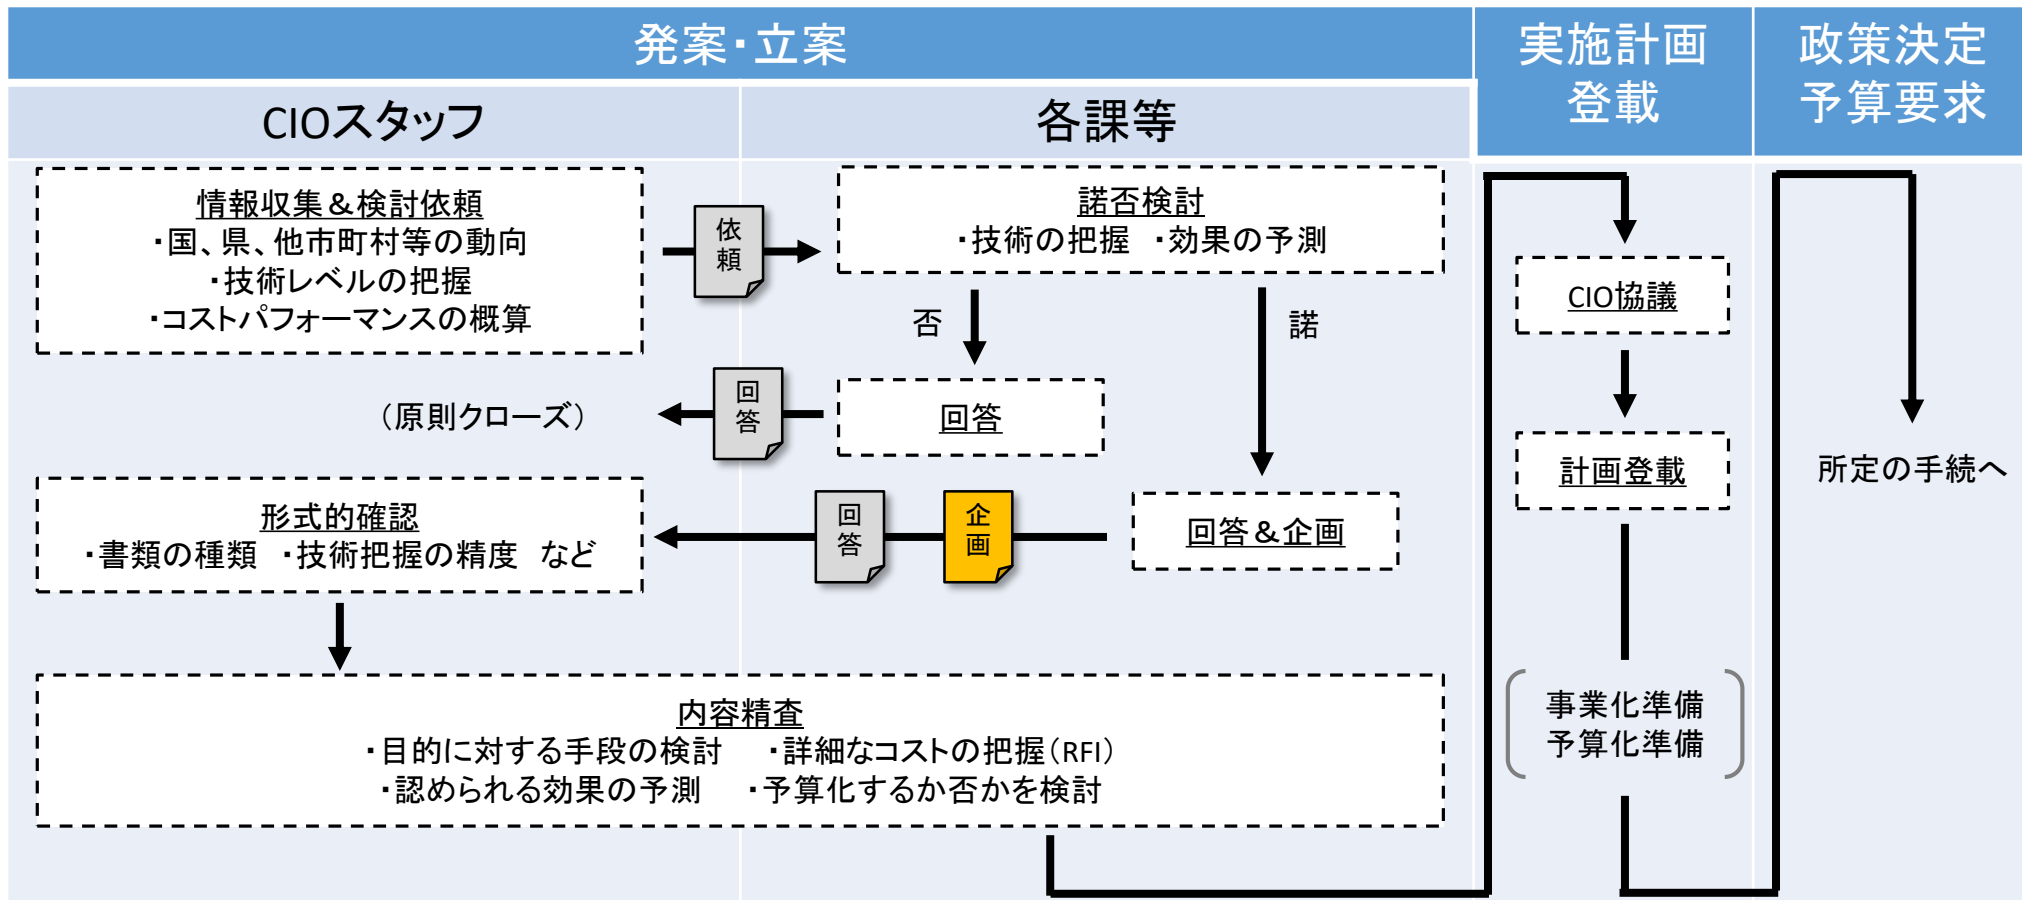 発案・立案
実施計画
登載
政策決定
予算要求
CIOスタッフ
各課等
情報収集＆検討依頼
・国、県、他市町村等の動向
・技術レベルの把握
・コストパフォーマンスの概算
依頼
諾否検討
・技術の把握　・効果の予測
否
諾
回答
回答
（原則クローズ）
回答＆企画
企画
回答
形式的確認
・書類の種類　・技術把握の精度　など
内容精査
・目的に対する手段の検討　・詳細なコストの把握（RFI）
・認められる効果の予測　・予算化するか否かを検討
CIO協議
計画登載
事業化準備
予算化準備
所定の手続へ